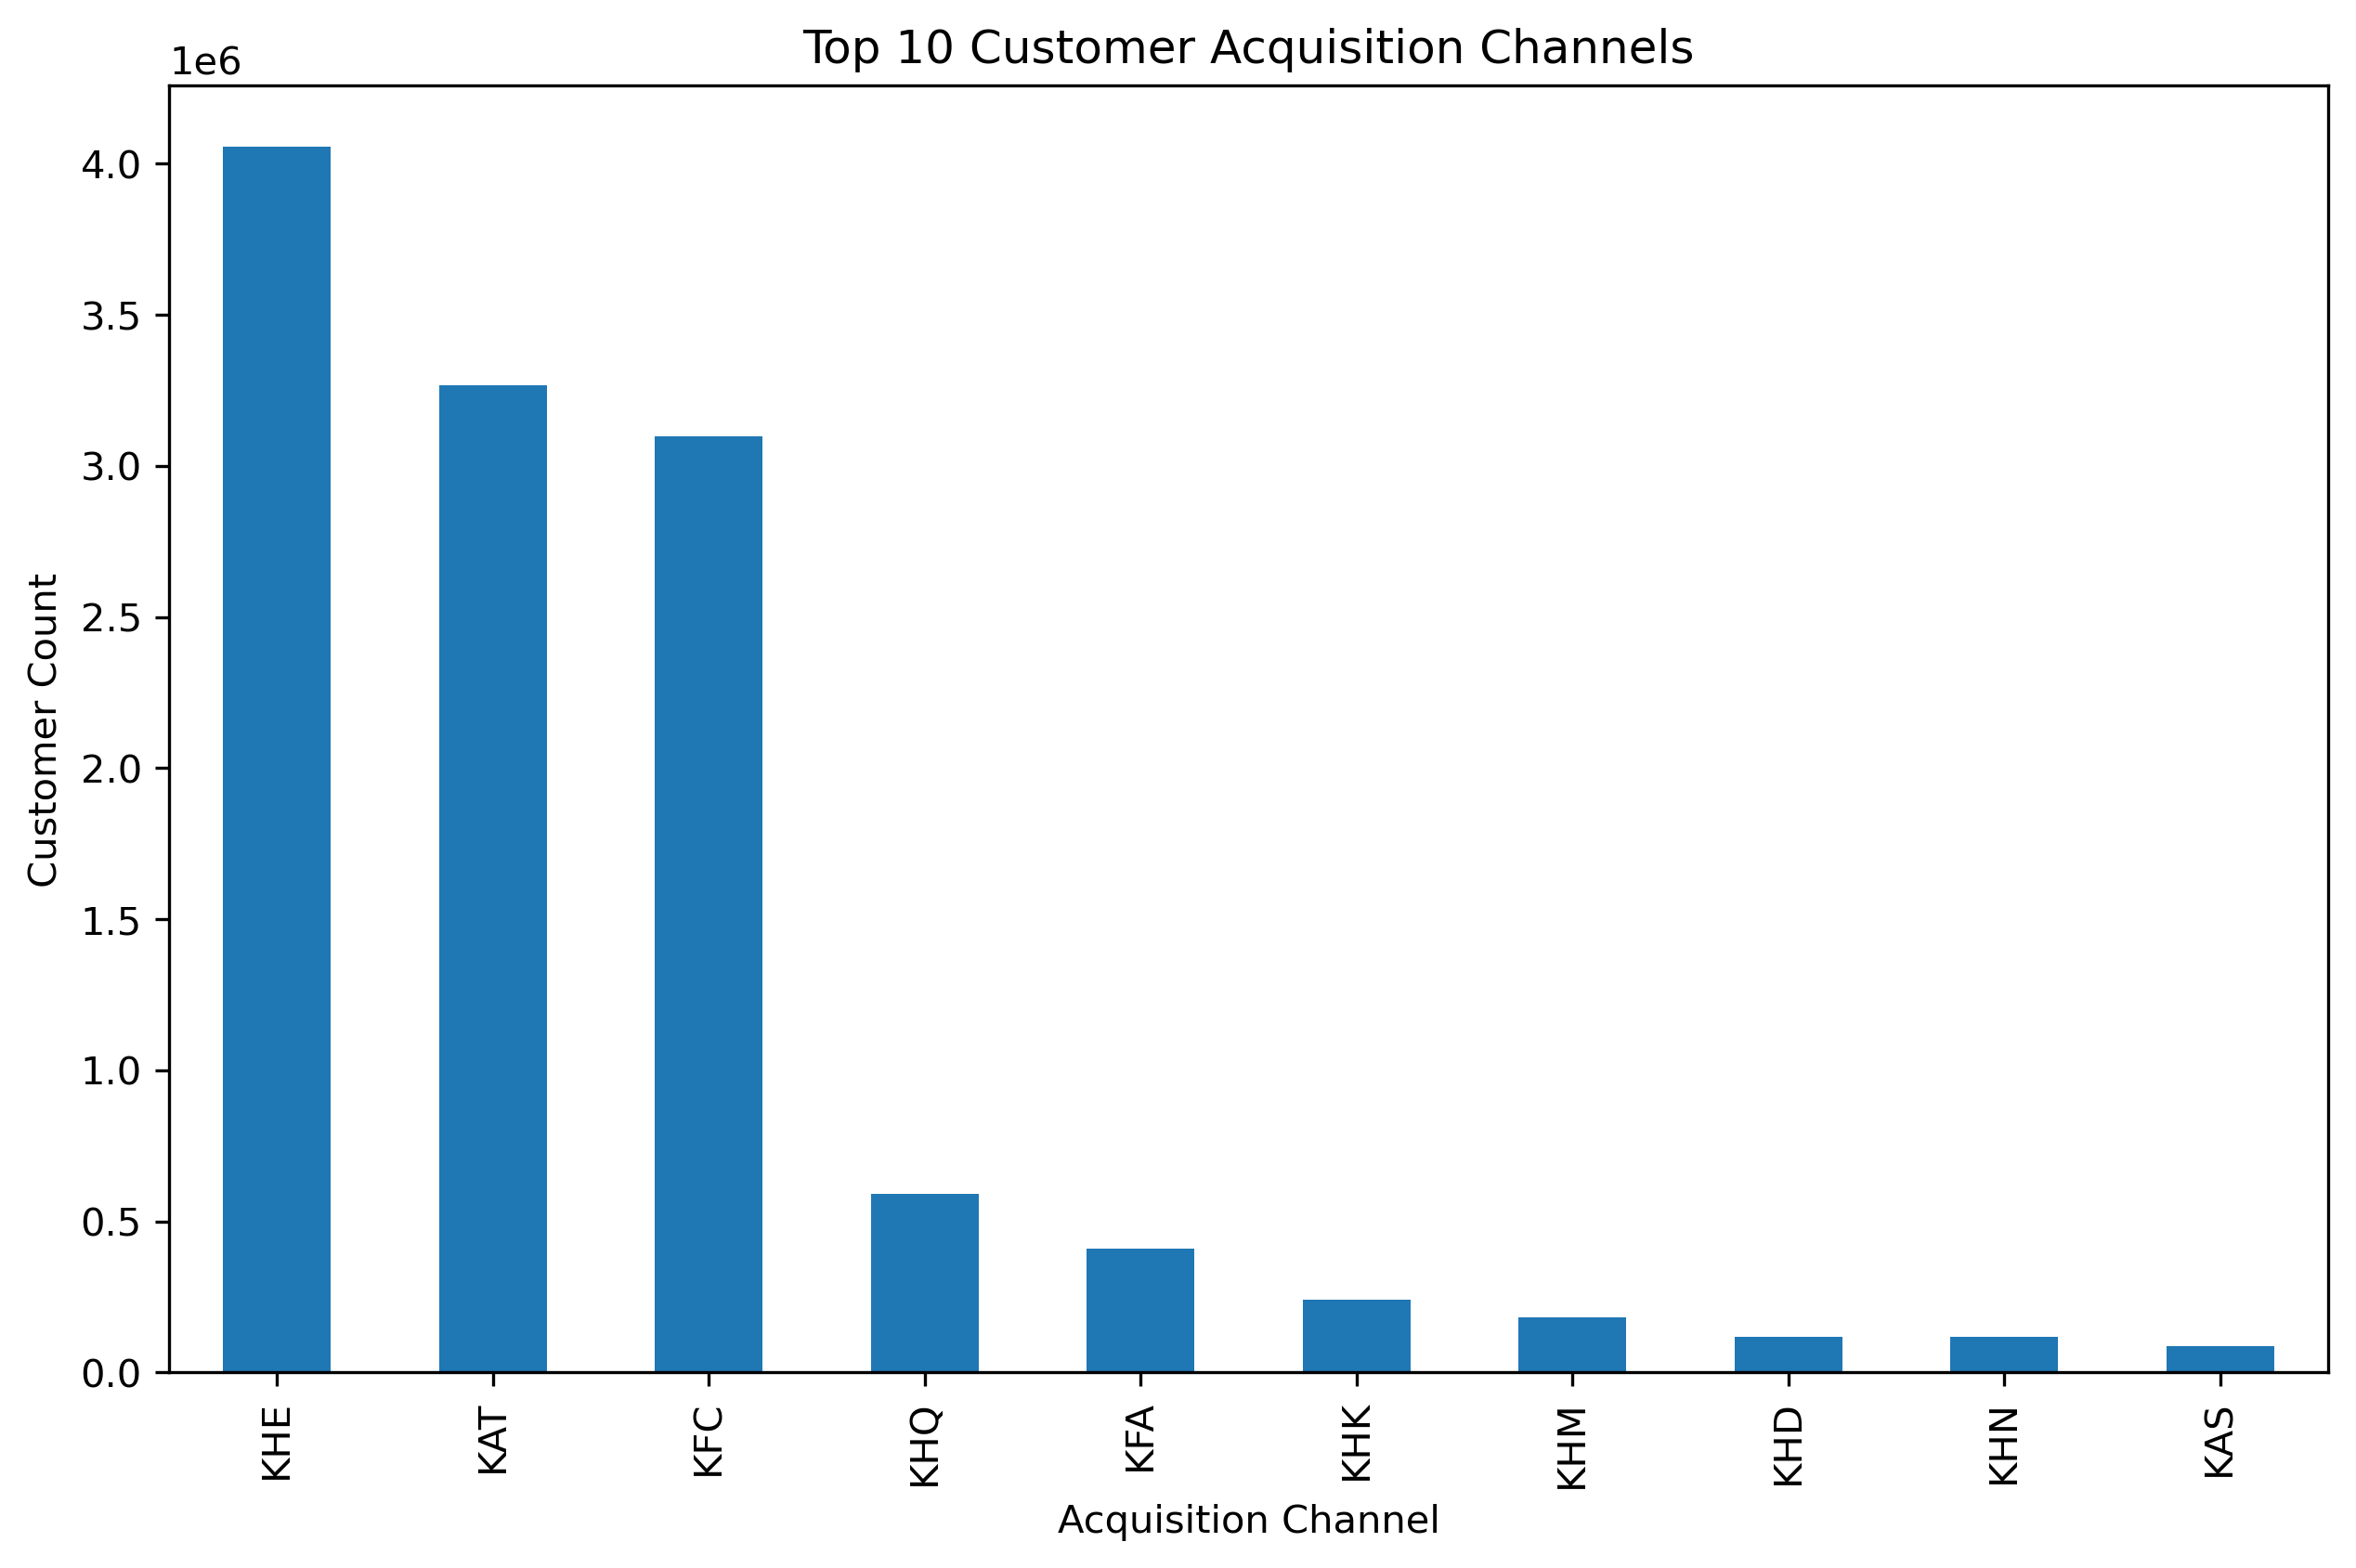 Top 10 Customer Acquisition Channels
1e6
4.0
3.5
3.0
2.5
2.0
1.5
1.0
0.5
0.0
Customer Count
KHE
KAT
KFC
KHQ
KFA
KHK
KHM
KHD
KHN
KAS
Acquisition Channel